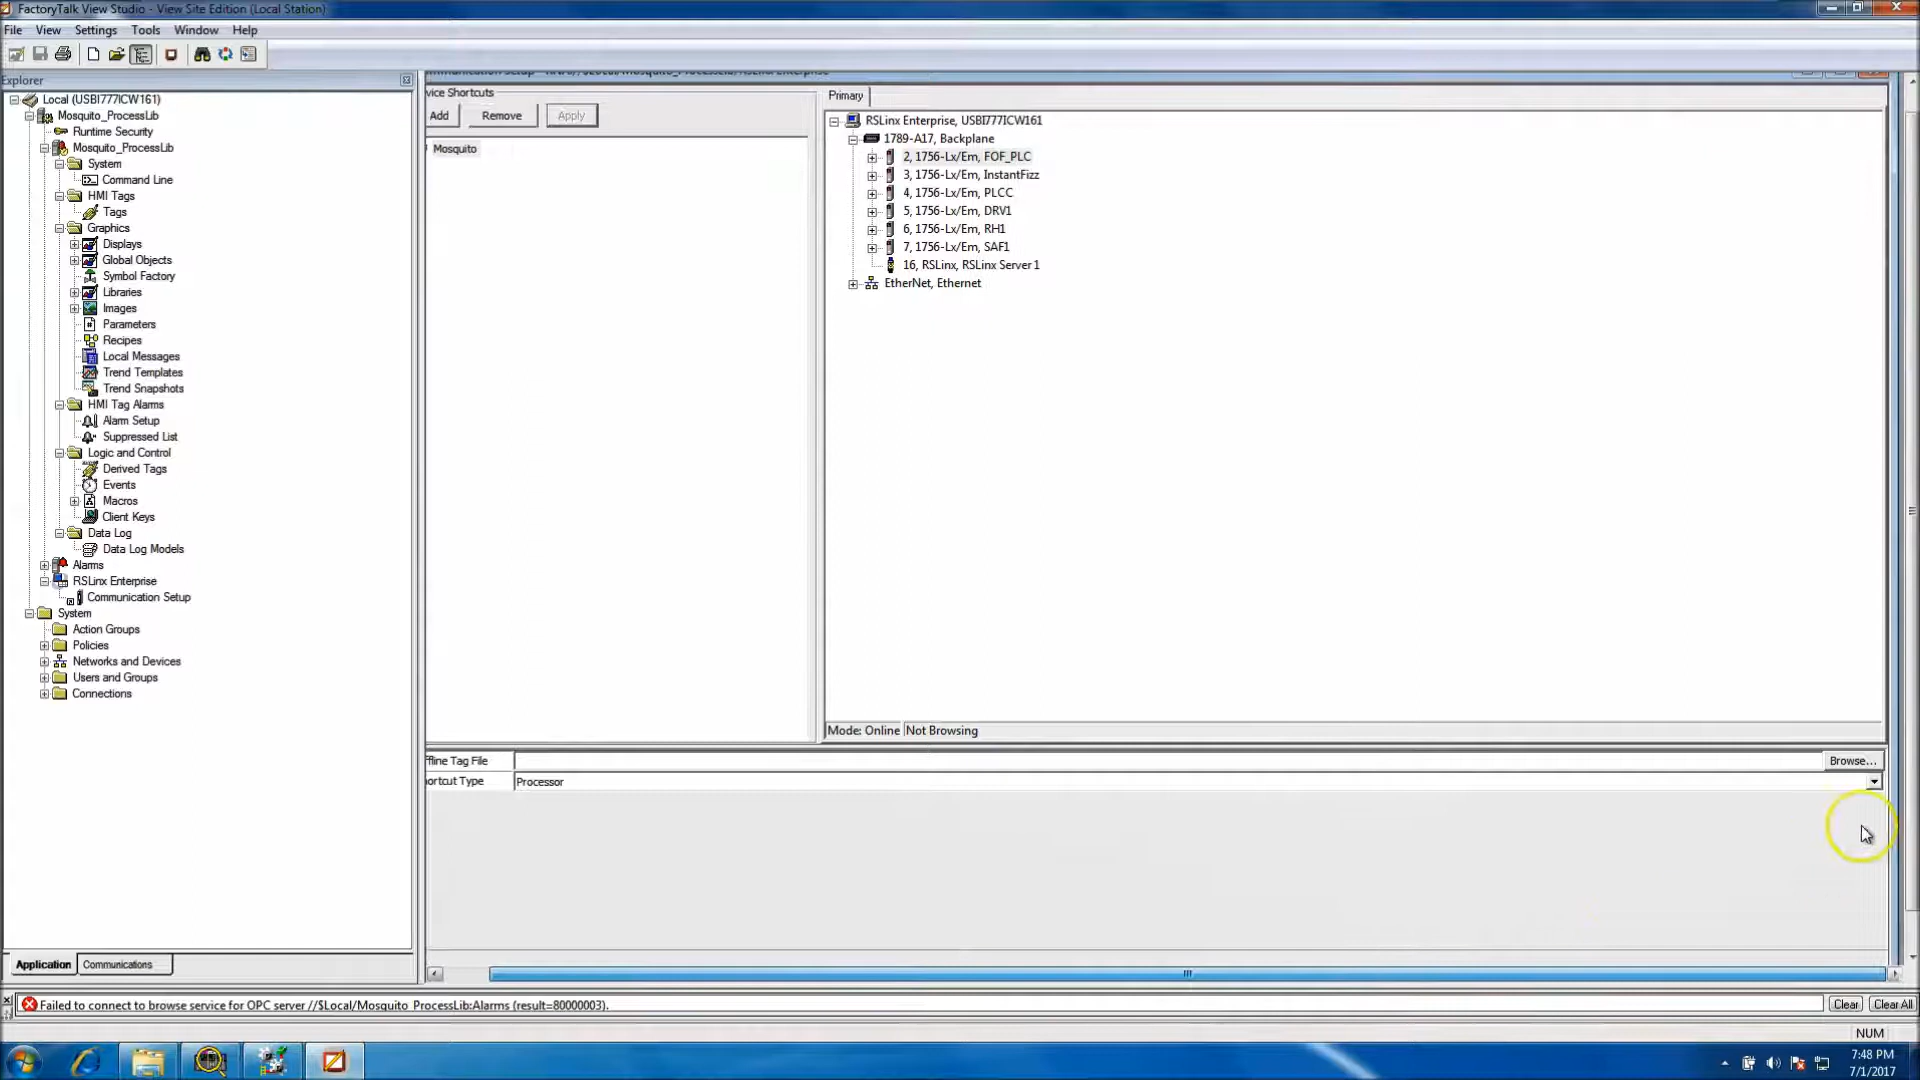 FactoryTalk View Studio - View Site Edition (Local Station)
File View Settings Tools Window Help
Explorer
Local (USBI777ICW161)
Mosquito_ProcessLib
Runtime Security
Mosquito_ProcessLib
System
Command Line
HMI Tags
Tags
Graphics
Displays
Global Objects
Symbol Factory
Libraries
Images
Parameters
Recipes
Local Messages
Trend Templates
Trend Snapshots
HMI Tag Alarms
Alarm Setup
Suppressed List
Logic and Control
Derived Tags
Events
Macros
Client Keys
Data Log
Data Log Models
Alarms
RSLinx Enterprise
Communication Setup
System
Action Groups
Policies
Networks and Devices
Users and Groups
Connections
Application Communications
vice Shortcuts
Add Remove Apply
Mosquito
Primary
RSLinx Enterprise, USBI777ICW161
1789-A17, Backplane
2, 1756-Lx/Em, FOF_PLC
3, 1756-Lx/Em, InstantFizz
4, 1756-Lx/Em, PLCC
5, 1756-Lx/Em, DRV1
6, 1756-Lx/Em, RH1
7, 1756-Lx/Em, SAF1
16, RSLinx, RSLinx Server 1
EtherNet, Ethernet
Mode: Online Not Browsing
ffline Tag File Browse...
ortcut Type Processor
Failed to connect to browse service for OPC server //$Local/Mosquito_ProcessLib:Alarms (result=80000003).
Clear Clear All
NUM
7:48 PM
7/1/2017